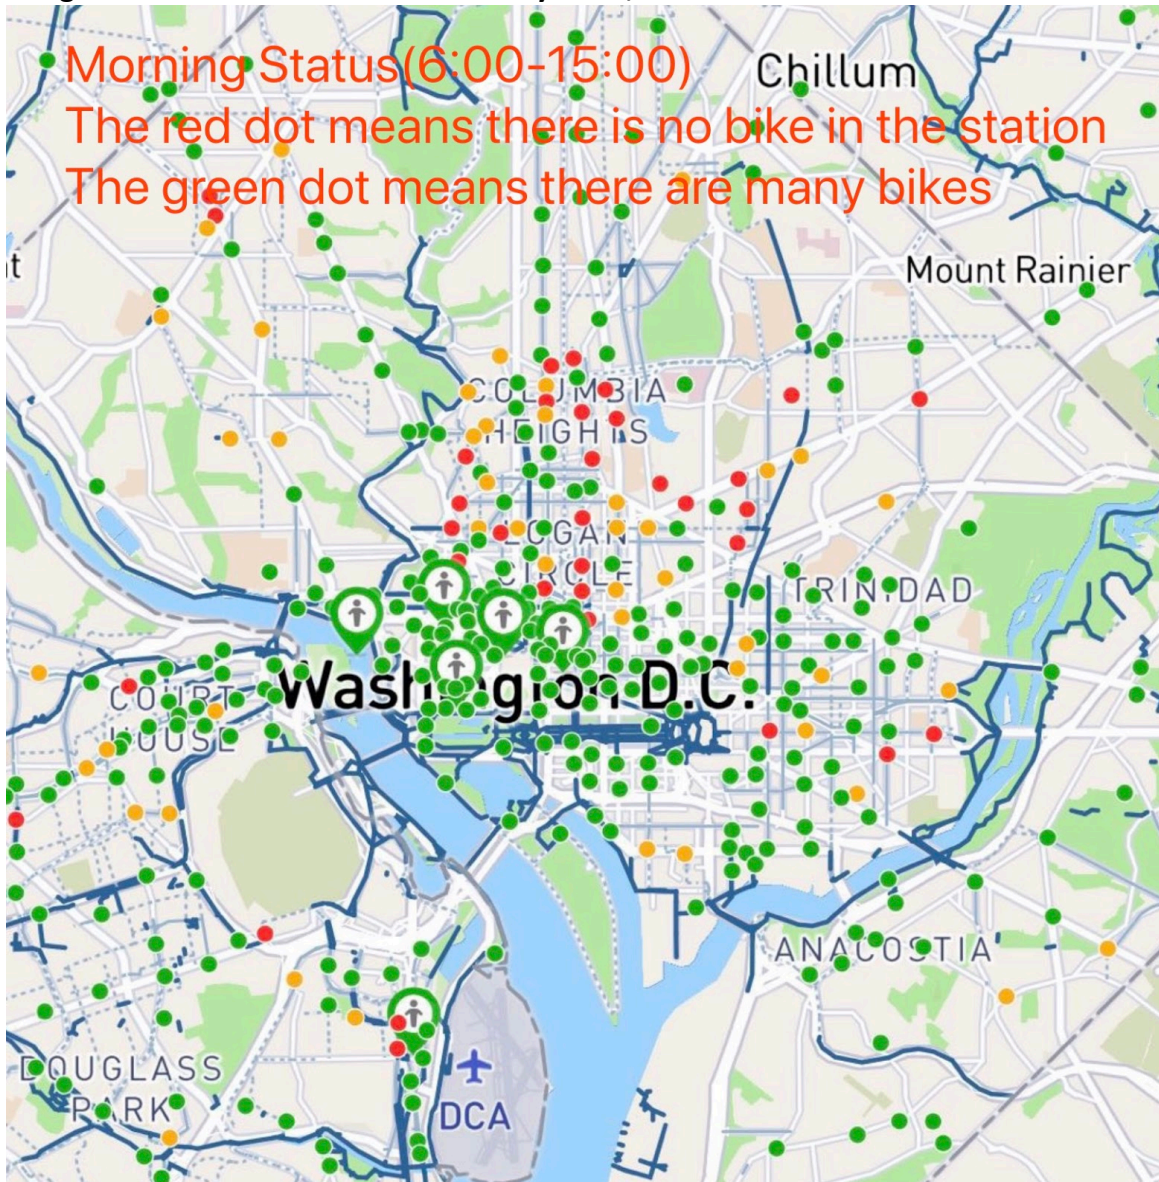 Morning Status(6:00-15:00)
Chillum
The red dot means there is no bike in the station
The green dot means there are many bikes
nt
Mount Rainier
COLUMBIA
HEIGHTS
LOGAN
CIRCLE
TRINIDAD
Washington D.C.
COURT
HOUSE
ANACOSTIA
DOUGLASS
PARK
DCA